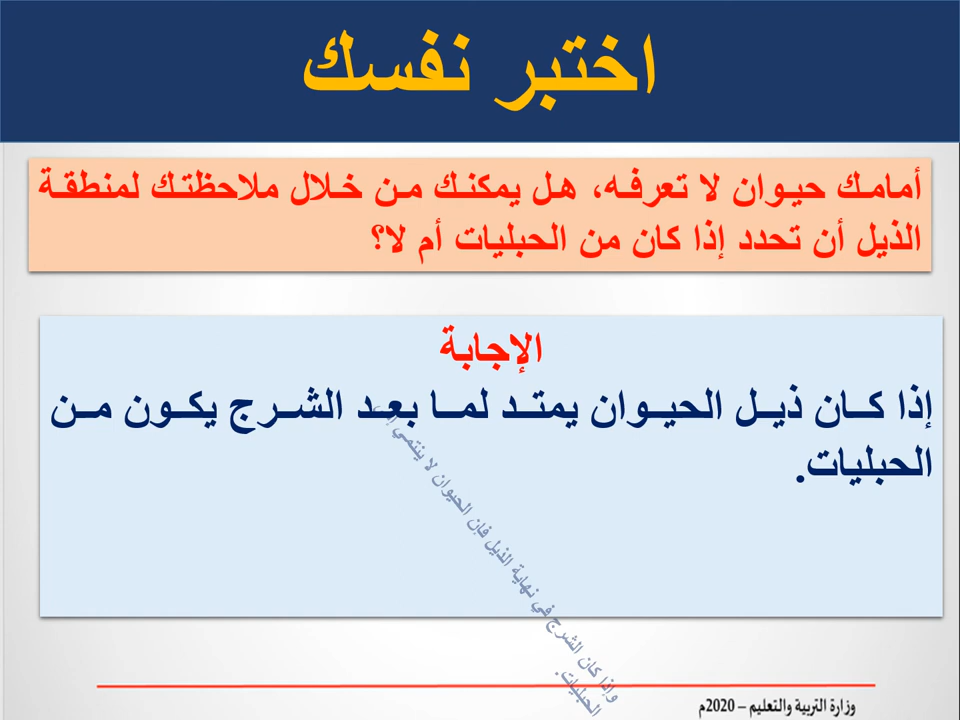 اختبر نفسك
أمامك حيوان لا تعرفه، هل يمكنك من خلال ملاحظتك لمنطقة
الذيل أن تحدد إذا كان من الحبليات أم لا؟
الإجابة
إذا كان ذيل الحيوان يمتد لما بعد الشرج يكون من
الحبليات.
وإذا كان الشرج في نهاية الذيل فإن الحيوان لا ينتمي
الحبليات.
وزارة التربية والتعليم – 2020م